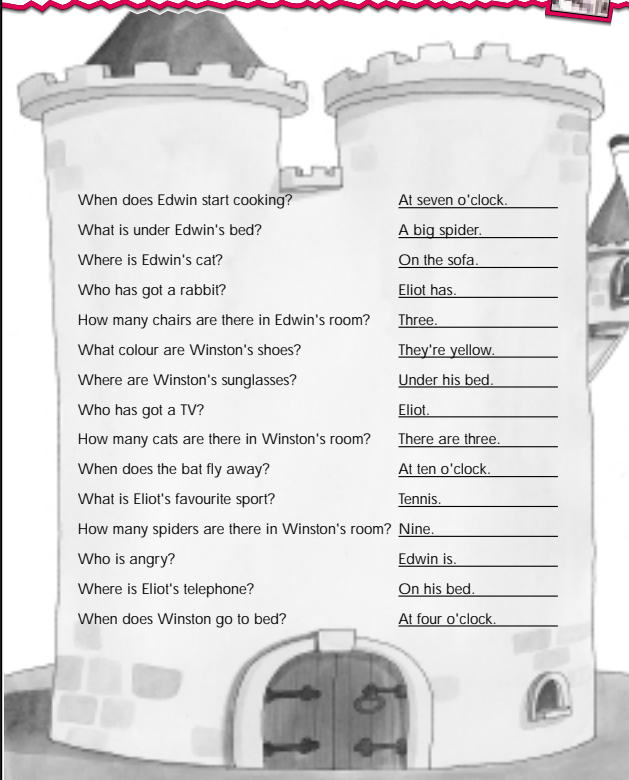 When does Edwin start cooking? At seven o'clock.
What is under Edwin's bed? A big spider.
Where is Edwin's cat? On the sofa.
Who has got a rabbit? Eliot has.
How many chairs are there in Edwin's room? Three.
What colour are Winston's shoes? They're yellow.
Where are Winston's sunglasses? Under his bed.
Who has got a TV? Eliot.
How many cats are there in Winston's room? There are three.
When does the bat fly away? At ten o'clock.
What is Eliot's favourite sport? Tennis.
How many spiders are there in Winston's room? Nine.
Who is angry? Edwin is.
Where is Eliot's telephone? On his bed.
When does Winston go to bed? At four o'clock.